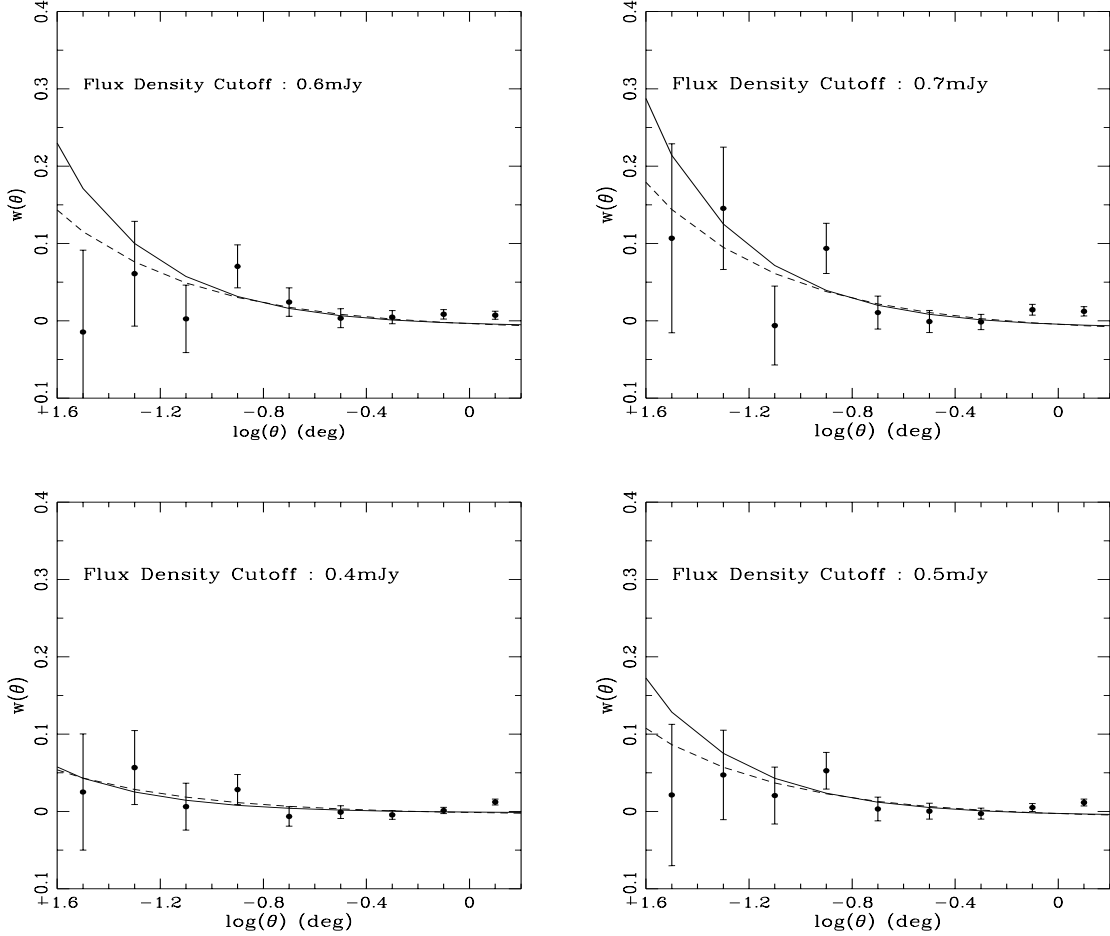 0.4
0.3
0.2
0.1
0
0.1
w(θ)
Flux Density Cutoff : 0.6mJy
+1.6 −1.2 −0.8 −0.4 0
log(θ) (deg)
0.4
0.3
0.2
0.1
0
0.1
w(θ)
Flux Density Cutoff : 0.7mJy
+1.6 −1.2 −0.8 −0.4 0
log(θ) (deg)
0.4
0.3
0.2
0.1
0
0.1
w(θ)
Flux Density Cutoff : 0.4mJy
+1.6 −1.2 −0.8 −0.4 0
log(θ) (deg)
0.4
0.3
0.2
0.1
0
0.1
w(θ)
Flux Density Cutoff : 0.5mJy
+1.6 −1.2 −0.8 −0.4 0
log(θ) (deg)